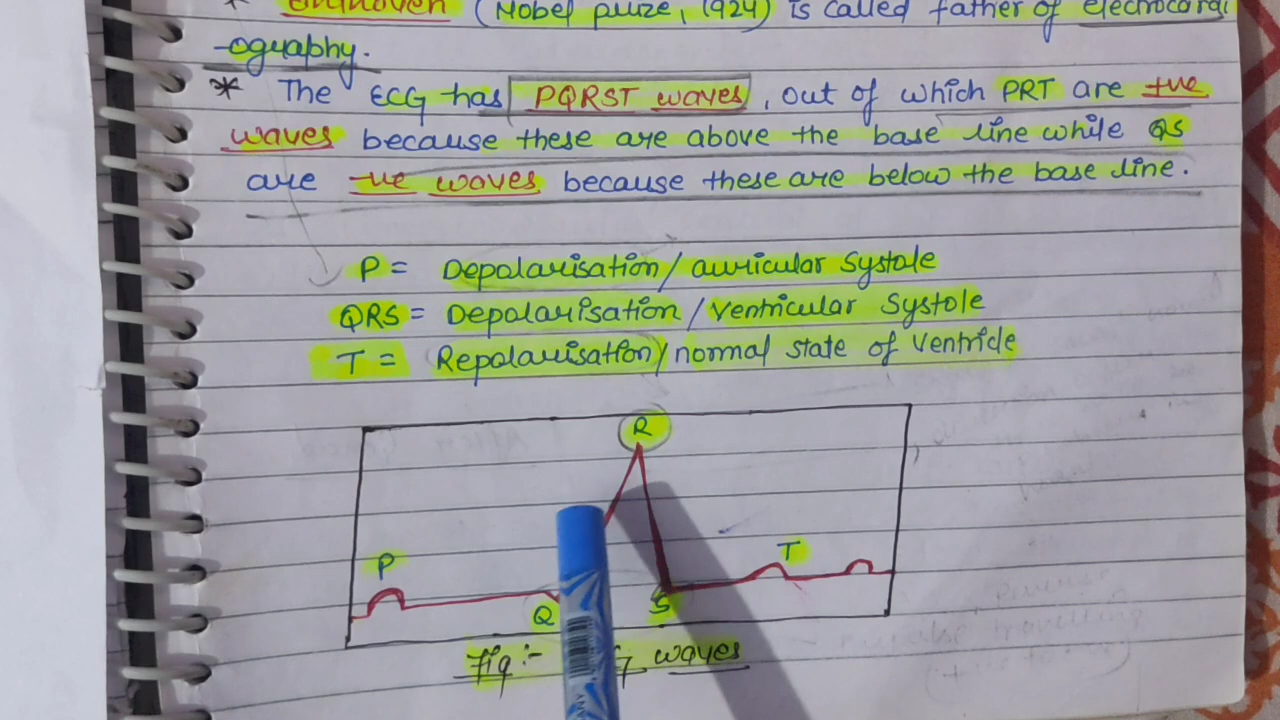 * Einthoven (Nobel prize, 1924) is called father of electrocardi
-ography.
* The ECG has PQRST waves, out of which PRT are +ve
waves because these are above the base line while QS
are -ve waves because these are below the base line.
P = Depolarisation/auricular systole
QRS = Depolarisation/ventricular systole
T = Repolarisation/normal state of ventricle
R
P
T
Q
S
fig :- G waves